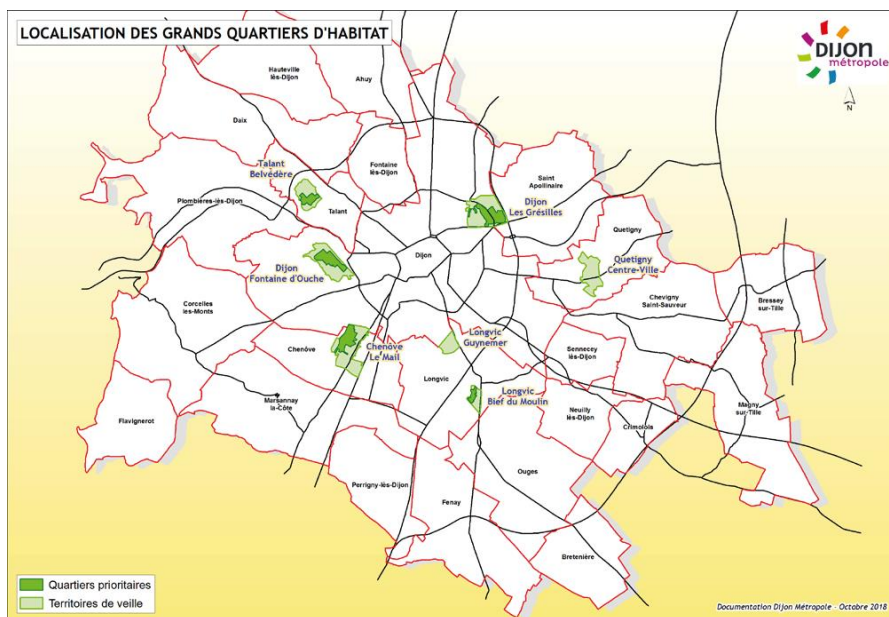 LOCALISATION DES GRANDS QUARTIERS D'HABITAT
DIJON
métropole
N
Hauteville
lès-Dijon
Ahuy
Daix
Talant
Belvédère
Fontaine
lès-Dijon
Saint
Apollinaire
Plombières-lès-Dijon
Talant
Dijon
Les Grésilles
Quetigny
Dijon
Dijon
Fontaine d'Ouche
Quetigny
Centre-Ville
Corcelles
les-Monts
Chevigny
Saint-Sauveur
Bressey
sur-Tille
Chenôve
Chenôve
Le Mail
Longvic
Guynemer
Sennecey
lès-Dijon
Longvic
Marsannay
la-Côte
Longvic
Bief du Moulin
Magny
sur-Tille
Flavignerot
Neuilly
lès-Dijon
Crimolois
Perrigny-lès-Dijon
Ouges
Fenay
Bretenière
Quartiers prioritaires
Territoires de veille
Documentation Dijon Métropole - Octobre 2018